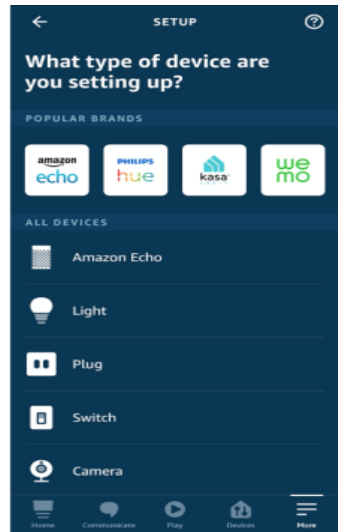 SETUP
What type of device are
you setting up?
POPULAR BRANDS
amazon
echo
PHILIPS
hue
kasa
smart
we
mo
ALL DEVICES
Amazon Echo
Light
Plug
Switch
Camera
Home Communicate Play Devices More